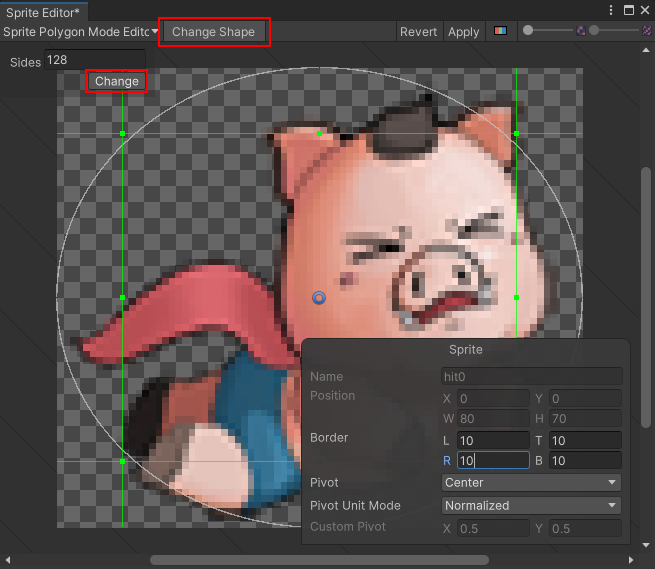 Sprite Editor*
Sprite Polygon Mode Edito
Change Shape
Revert
Apply
Sides 128
Change
Sprite
Name hit0
Position X 0 Y 0
W 80 H 70
Border L 10 T 10
R 10 B 10
Pivot Center
Pivot Unit Mode Normalized
Custom Pivot X 0.5 Y 0.5